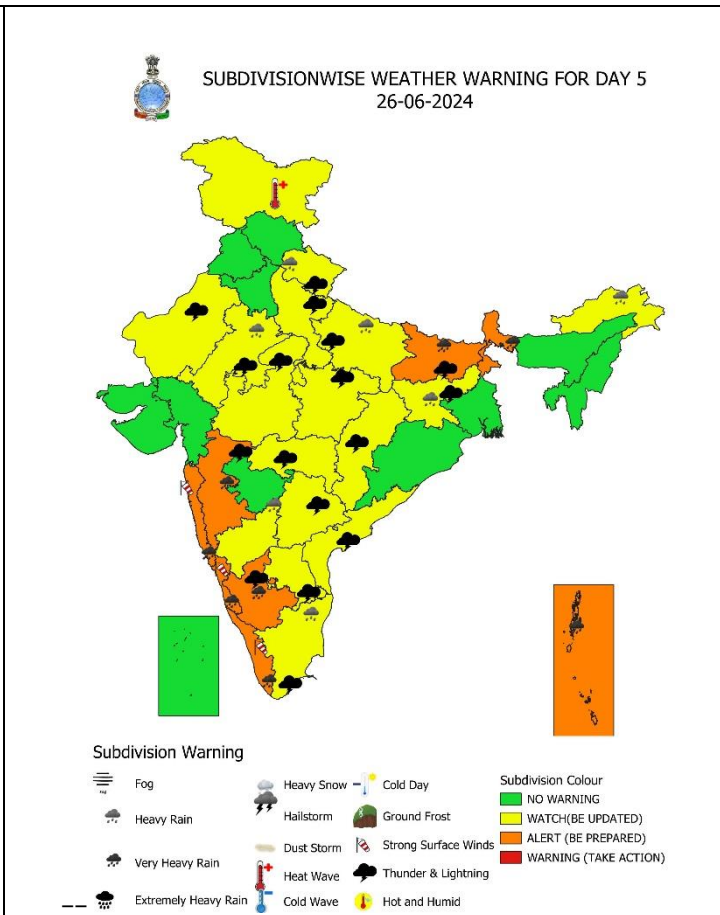 SUBDIVISIONWISE WEATHER WARNING FOR DAY 5
26-06-2024
Subdivision Warning
Fog
Heavy Rain
Very Heavy Rain
Extremely Heavy Rain
Heavy Snow
Hailstorm
Dust Storm
Heat Wave
Cold Wave
Cold Day
Ground Frost
Strong Surface Winds
Thunder & Lightning
Hot and Humid
Subdivision Colour
NO WARNING
WATCH(BE UPDATED)
ALERT (BE PREPARED)
WARNING (TAKE ACTION)